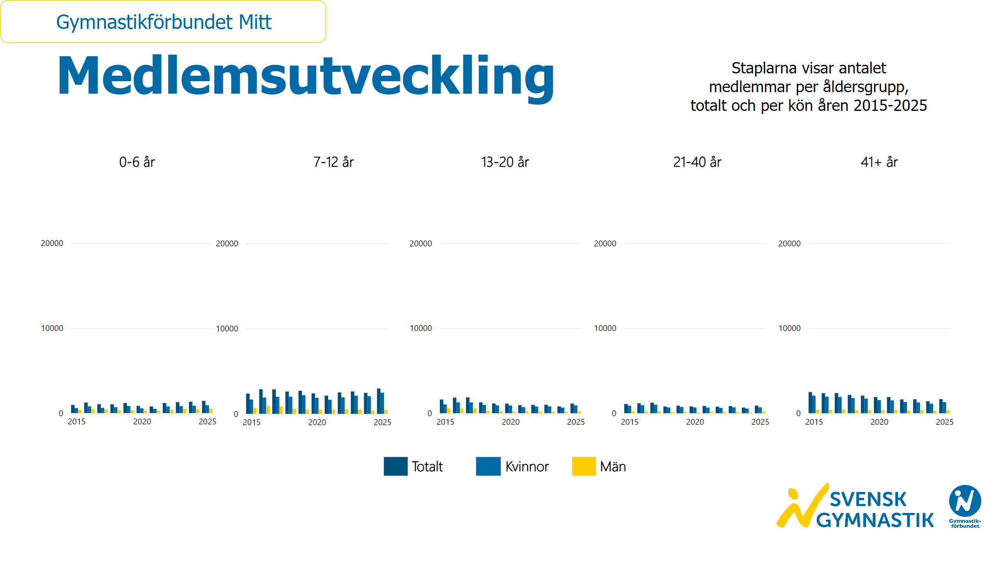 Gymnastikförbundet Mitt
Medlemsutveckling
Staplarna visar antalet
medlemmar per åldersgrupp,
totalt och per kön åren 2015-2025
0-6 år
7-12 år
13-20 år
21-40 år
41+ år
20000
10000
0
2015 2020 2025
20000
10000
0
2015 2020 2025
20000
10000
0
2015 2020 2025
20000
10000
0
2015 2020 2025
20000
10000
0
2015 2020 2025
Totalt
Kvinnor
Män
SVENSK
GYMNASTIK
Gymnastik-
förbundet